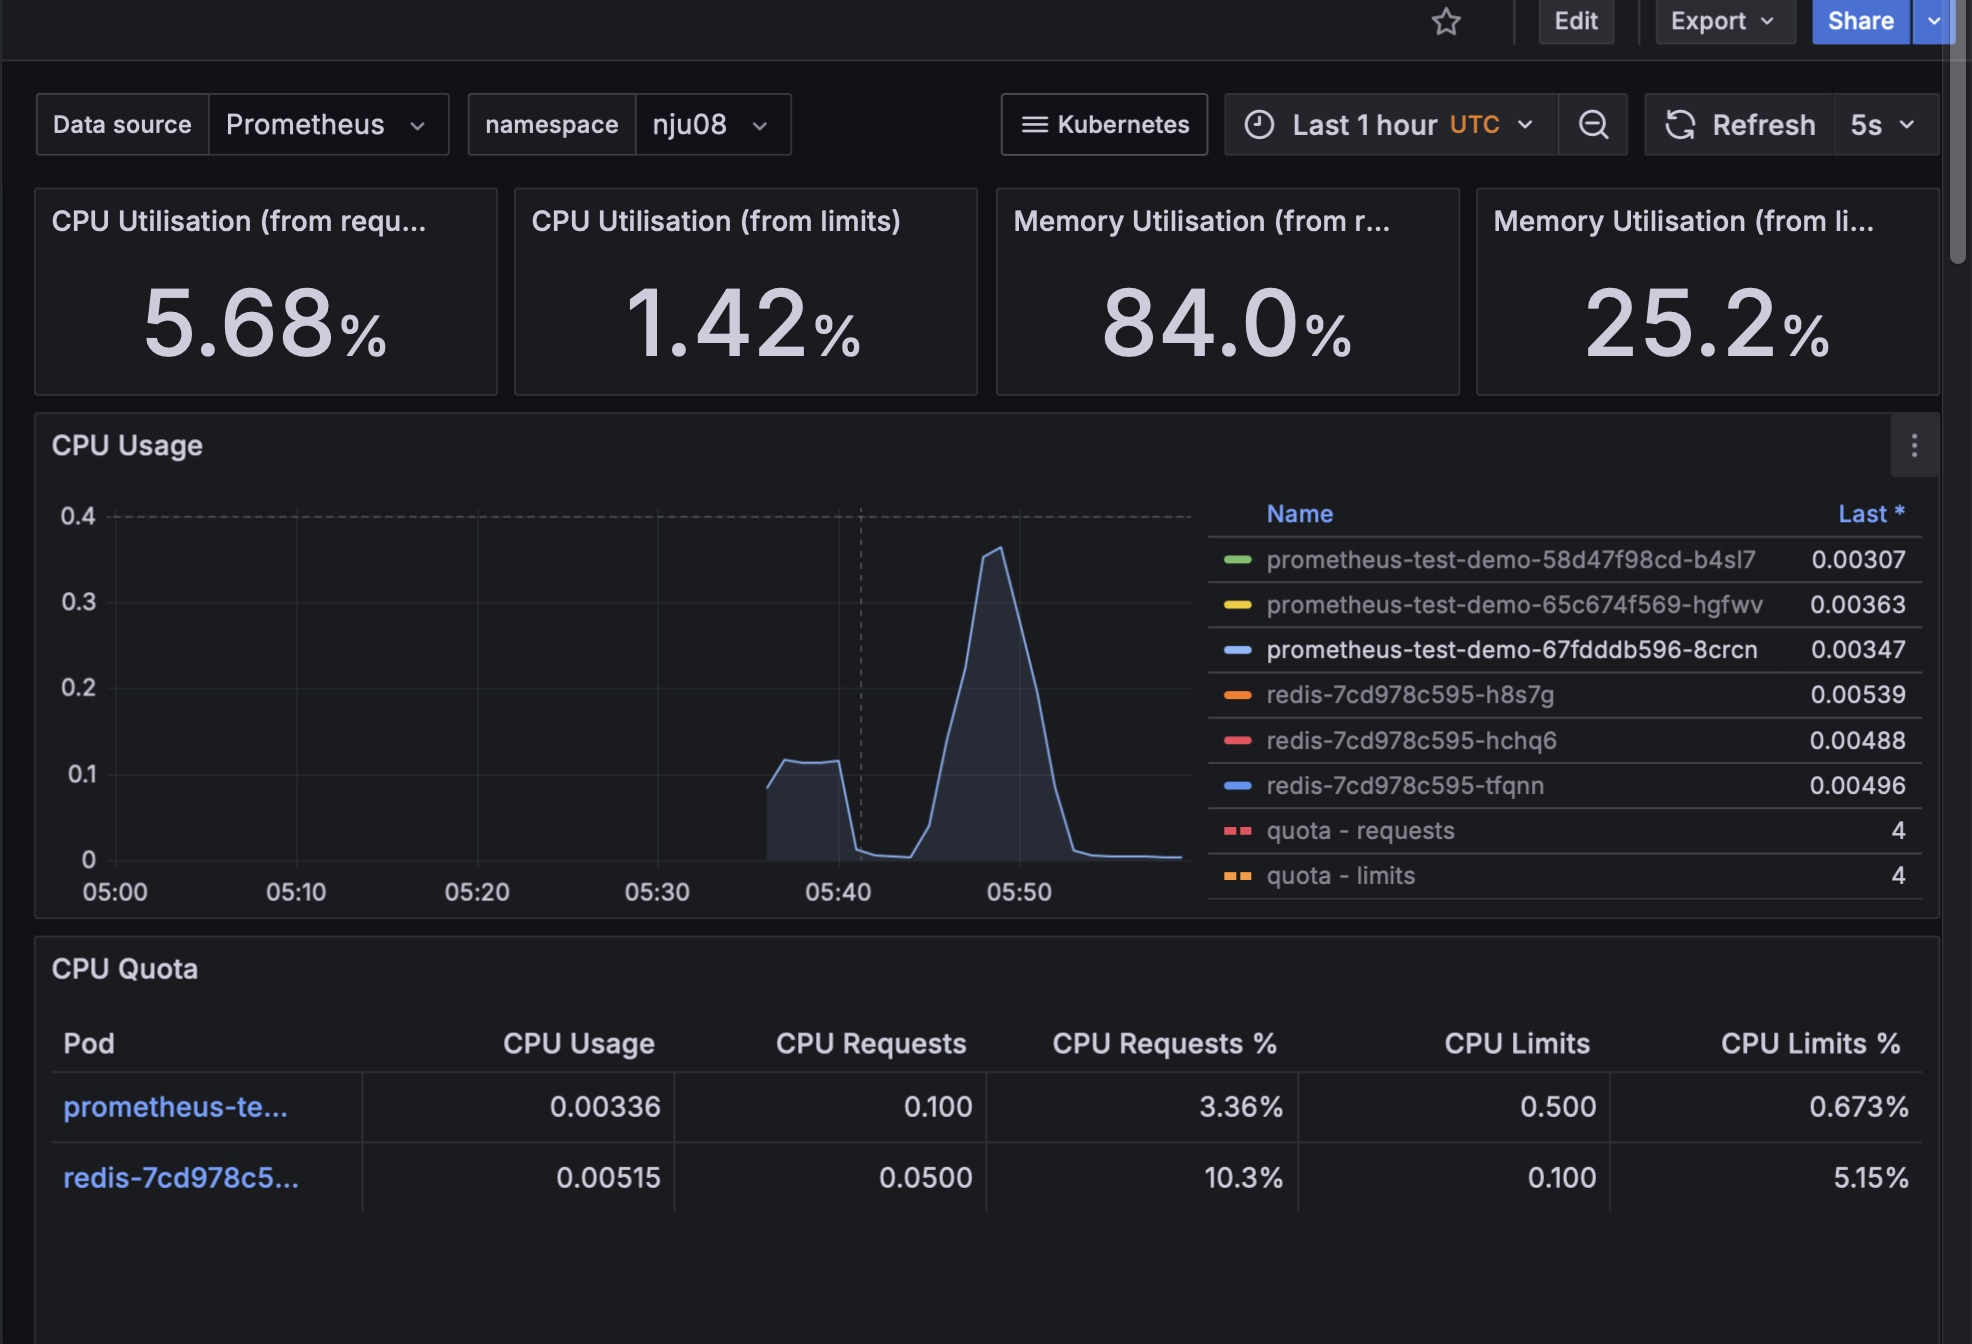 Edit Export Share
Data source Prometheus namespace nju08 Kubernetes Last 1 hour UTC Refresh 5s
CPU Utilisation (from requ... CPU Utilisation (from limits) Memory Utilisation (from r... Memory Utilisation (from li...
5.68% 1.42% 84.0% 25.2%
CPU Usage
Name Last *
prometheus-test-demo-58d47f98cd-b4sl7 0.00307
prometheus-test-demo-65c674f569-hgfwv 0.00363
prometheus-test-demo-67fdddb596-8crcn 0.00347
redis-7cd978c595-h8s7g 0.00539
redis-7cd978c595-hchq6 0.00488
redis-7cd978c595-tfqnn 0.00496
quota - requests 4
quota - limits 4
0.4
0.3
0.2
0.1
0
05:00 05:10 05:20 05:30 05:40 05:50
CPU Quota
Pod CPU Usage CPU Requests CPU Requests % CPU Limits CPU Limits %
prometheus-te... 0.00336 0.100 3.36% 0.500 0.673%
redis-7cd978c5... 0.00515 0.0500 10.3% 0.100 5.15%